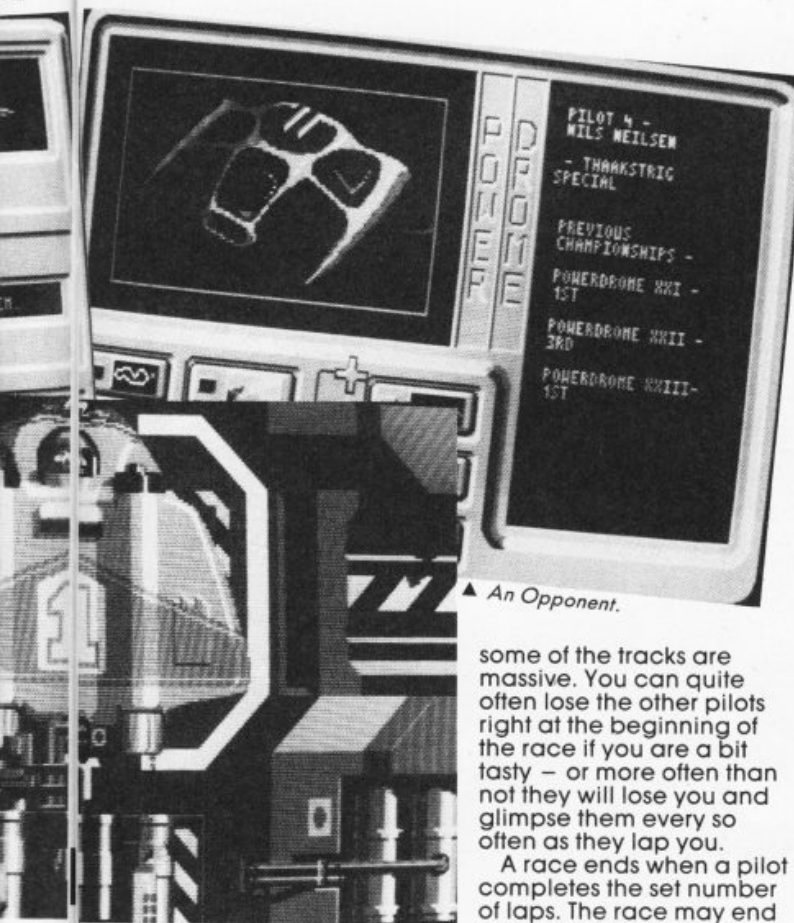 POWER
DROME
PILOT 4 -
NILS NEILSEN
- THAAKSTRIG
SPECIAL
PREVIOUS
CHAMPIONSHIPS -
POWERDROME XXI -
1ST
POWERDROME XXII -
3RD
POWERDROME XXIII-
1ST
1
▲ An Opponent.
some of the tracks are
massive. You can quite
often lose the other pilots
right at the beginning of
the race if you are a bit
tasty – or more often than
not they will lose you and
glimpse them every so
often as they lap you.
A race ends when a pilot
completes the set number
of laps. The race may end